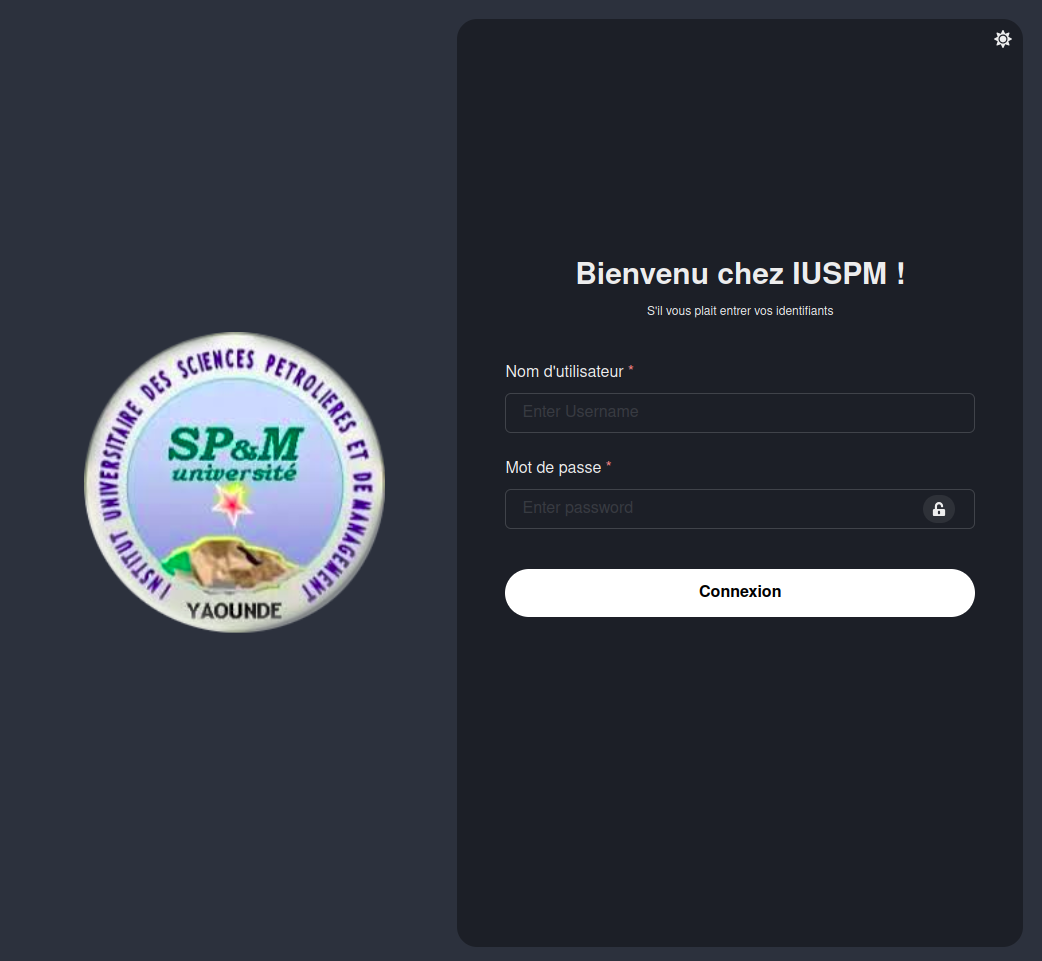 INSTITUT UNIVERSITAIRE DES SCIENCES PETROLIERES ET DE MANAGEMENT
SP&M
université
YAOUNDE
Bienvenu chez IUSPM !
S'il vous plait entrer vos identifiants
Nom d'utilisateur *
Enter Username
Mot de passe *
Enter password
Connexion